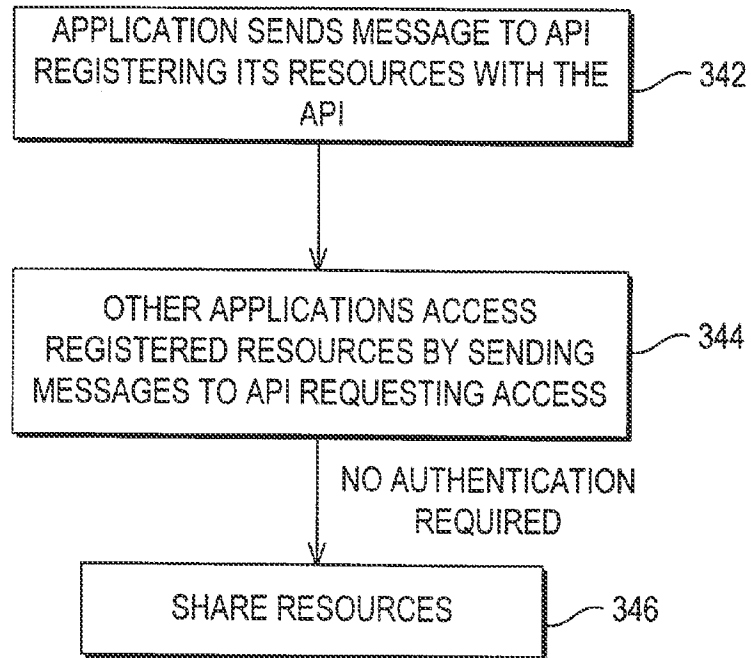 APPLICATION SENDS MESSAGE TO API
REGISTERING ITS RESOURCES WITH THE
API
342
OTHER APPLICATIONS ACCESS
REGISTERED RESOURCES BY SENDING
MESSAGES TO API REQUESTING ACCESS
344
NO AUTHENTICATION
REQUIRED
SHARE RESOURCES
346